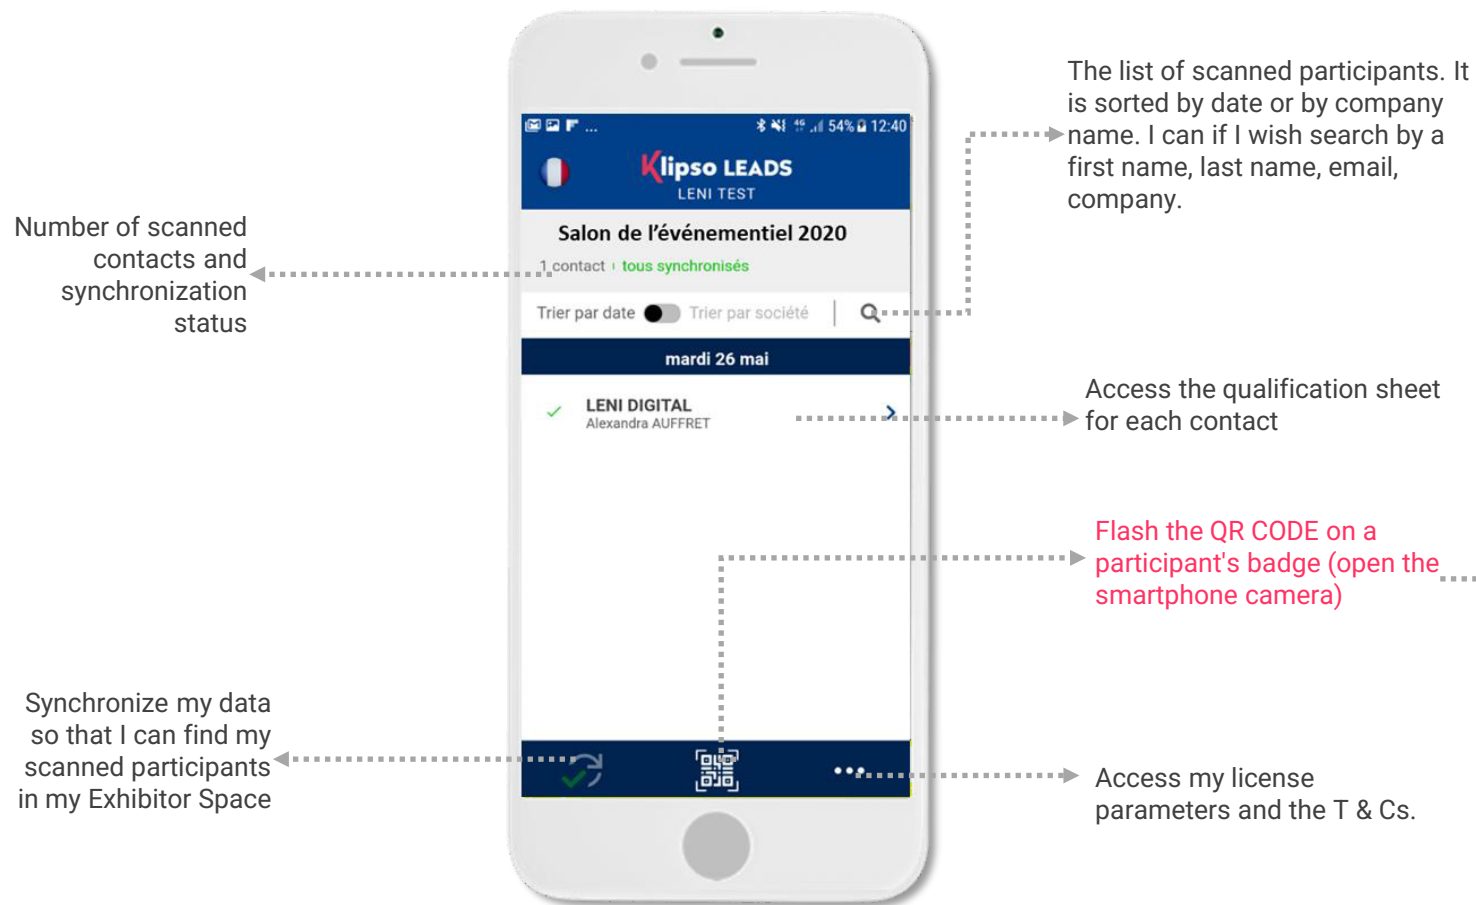 ... 4G 54% 12:40
Klipso LEADS
LENI TEST
Salon de l'événementiel 2020
1 contact tous synchronisés
Trier par date Trier par société
mardi 26 mai
LENI DIGITAL
Alexandra AUFFRET
Number of scanned
contacts and
synchronization
status
Synchronize my data
so that I can find my
scanned participants
in my Exhibitor Space
The list of scanned participants. It
is sorted by date or by company
name. I can if I wish search by a
first name, last name, email,
company.
Access the qualification sheet
for each contact
Flash the QR CODE on a
participant's badge (open the
smartphone camera)
Access my license
parameters and the T & Cs.